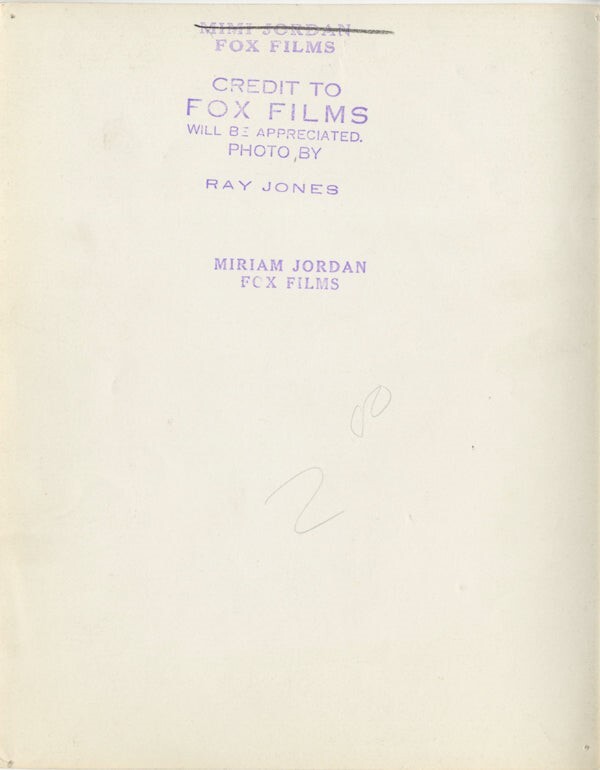 MIMI JORDAN
FOX FILMS
CREDIT TO
FOX FILMS
WILL BE APPRECIATED.
PHOTO BY
RAY JONES
MIRIAM JORDAN
FOX FILMS
2 00